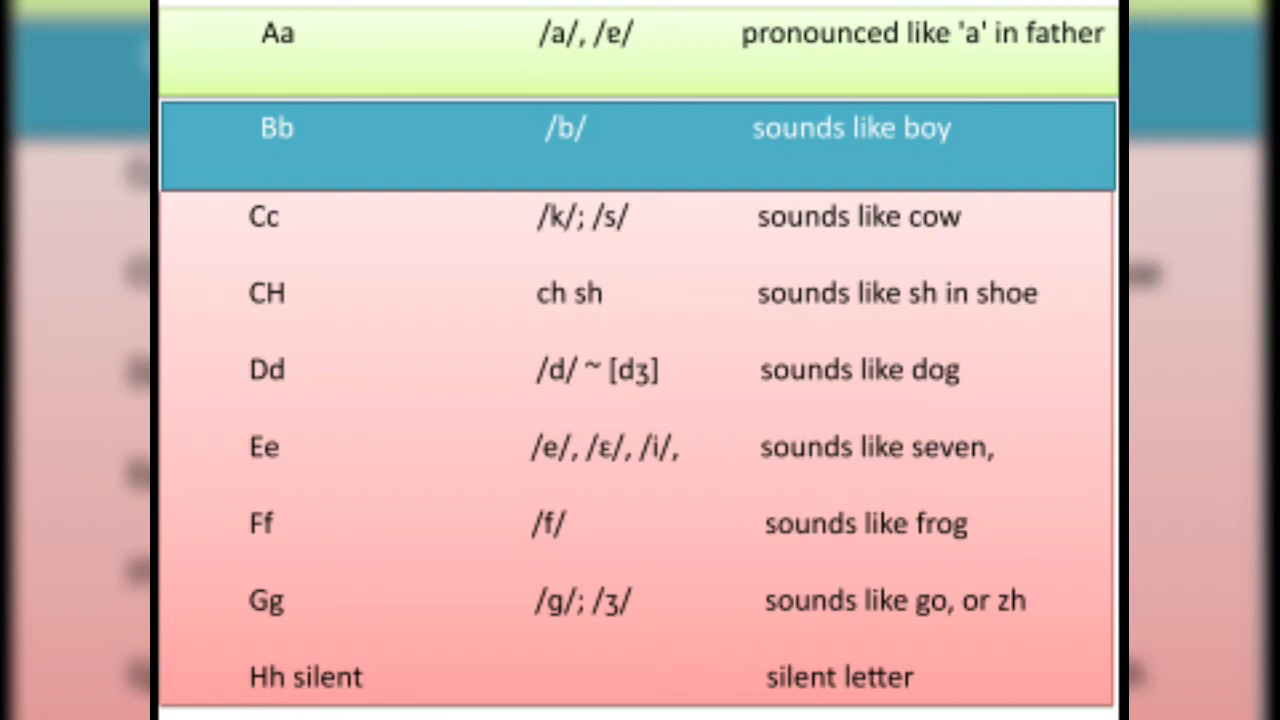 Aa /a/, /ɐ/ pronounced like 'a' in father
Bb /b/ sounds like boy
Cc /k/; /s/ sounds like cow
CH ch sh sounds like sh in shoe
Dd /d/ ~ [dʒ] sounds like dog
Ee /e/, /ɛ/, /i/, sounds like seven,
Ff /f/ sounds like frog
Gg /ɡ/; /ʒ/ sounds like go, or zh
Hh silent silent letter